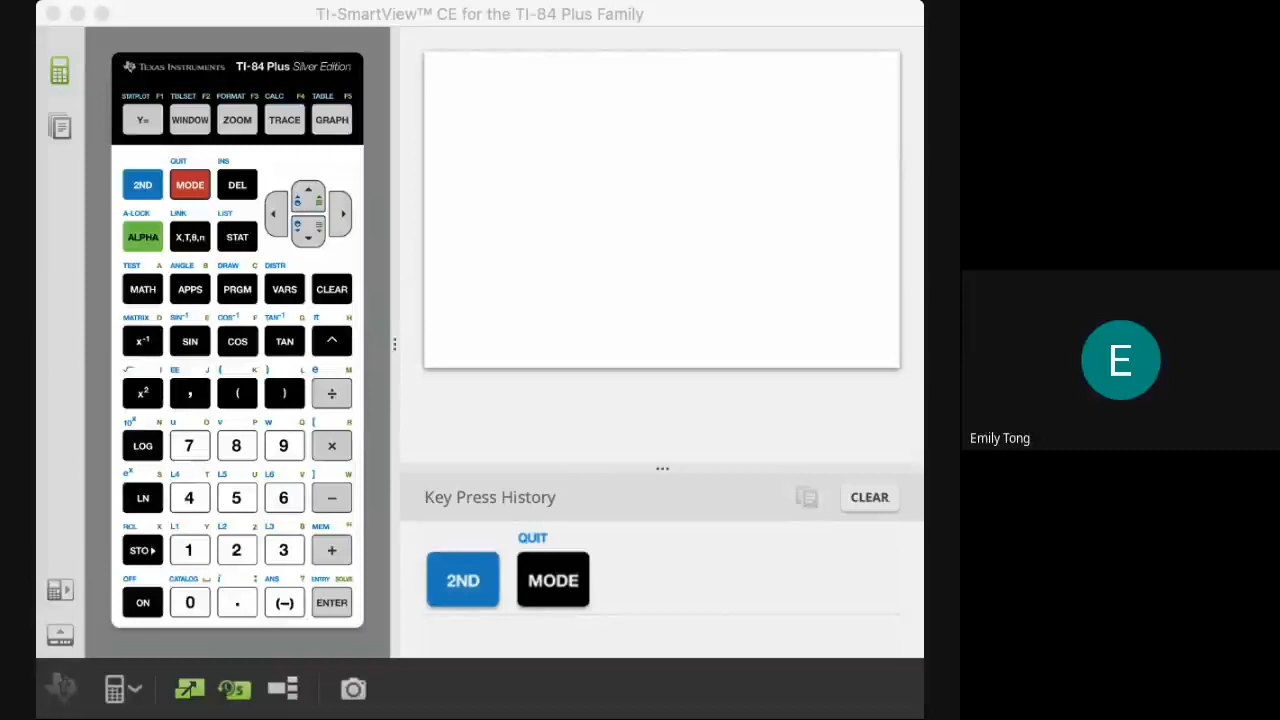 TI-SmartView™ CE for the TI-84 Plus Family
TEXAS INSTRUMENTS TI-84 Plus Silver Edition
STATPLOT F1 TBLSET F2 FORMAT F3 CALC F4 TABLE F5
Y= WINDOW ZOOM TRACE GRAPH
QUIT INS
2ND MODE DEL
A-LOCK LINK LIST
ALPHA X,T,θ,n STAT
TEST A ANGLE B DRAW C DISTR
MATH APPS PRGM VARS CLEAR
MATRIX D SIN⁻¹ E COS⁻¹ F TAN⁻¹ G π H
x⁻¹ SIN COS TAN ^
√ I EE J { K } L e M
x² , ( ) ÷
10ˣ N u O v P w Q [ R
LOG 7 8 9 ×
eˣ S L4 T L5 U L6 V ] W
LN 4 5 6 −
RCL X L1 Y L2 Z L3 θ MEM "
STO▸ 1 2 3 +
OFF CATALOG ⎵ i : ANS ? ENTRY SOLVE
ON 0 . (−) ENTER
Key Press History CLEAR
QUIT
2ND MODE
E
Emily Tong